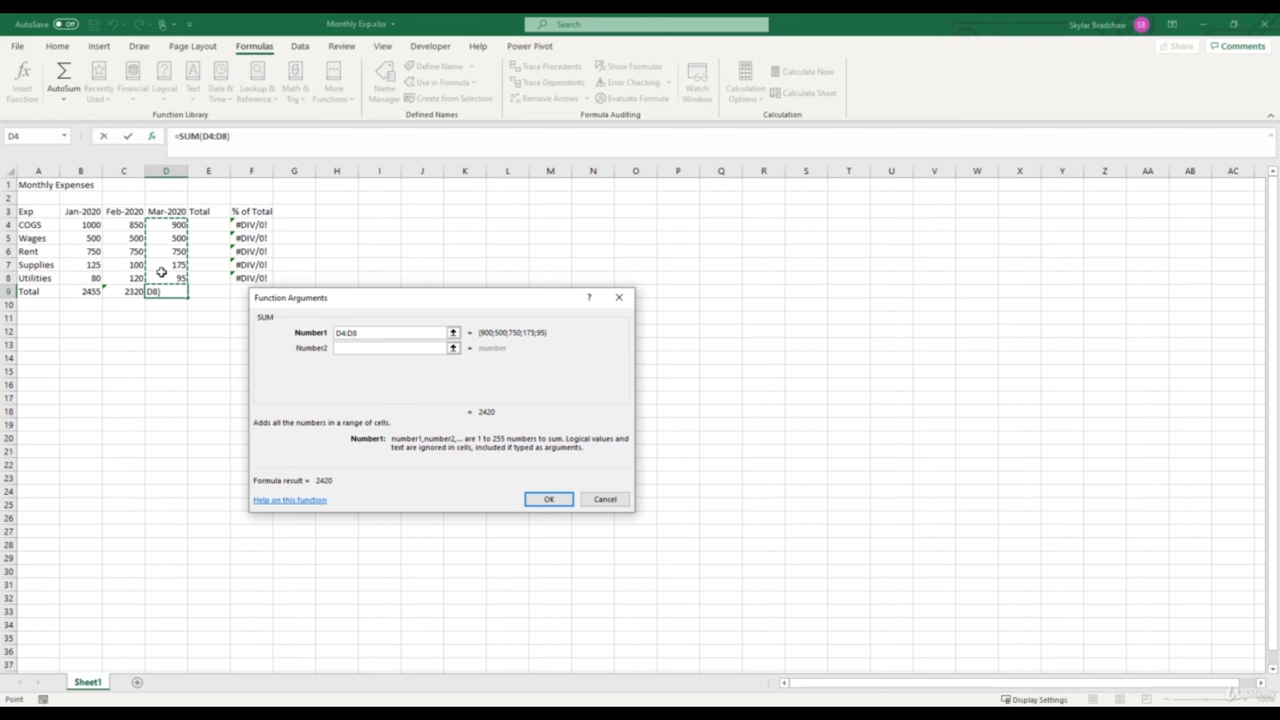 AutoSave Off Monthly Exp.xlsx Search Skylar Bradshaw SB
File Home Insert Draw Page Layout Formulas Data Review View Developer Help Power Pivot Share Comments
Insert Function
AutoSum
Recently Used
Financial
Logical
Text
Date & Time
Lookup & Reference
Math & Trig
More Functions
Function Library
Name Manager
Define Name
Use in Formula
Create from Selection
Defined Names
Trace Precedents
Trace Dependents
Remove Arrows
Show Formulas
Error Checking
Evaluate Formula
Watch Window
Formula Auditing
Calculation Options
Calculate Now
Calculate Sheet
Calculation
D4 fx =SUM(D4:D8)
A B C D E F G H I J K L M N O P Q R S T U V W X Y Z AA AB AC
1 Monthly Expenses
2
3 Exp Jan-2020 Feb-2020 Mar-2020 Total % of Total
4 COGS 1000 850 900 #DIV/0!
5 Wages 500 500 500 #DIV/0!
6 Rent 750 750 750 #DIV/0!
7 Supplies 125 100 175 #DIV/0!
8 Utilities 80 120 95 #DIV/0!
9 Total 2455 2320 D8)
10
11
12
13
14
15
16
17
18
19
20
21
22
23
24
25
26
27
28
29
30
31
32
33
34
35
36
37
Function Arguments ?
SUM
Number1 D4:D8 = {900;500;750;175;95}
Number2 = number
= 2420
Adds all the numbers in a range of cells.
Number1: number1,number2,... are 1 to 255 numbers to sum. Logical values and
text are ignored in cells, included if typed as arguments.
Formula result = 2420
Help on this function OK Cancel
Sheet1
Point Display Settings